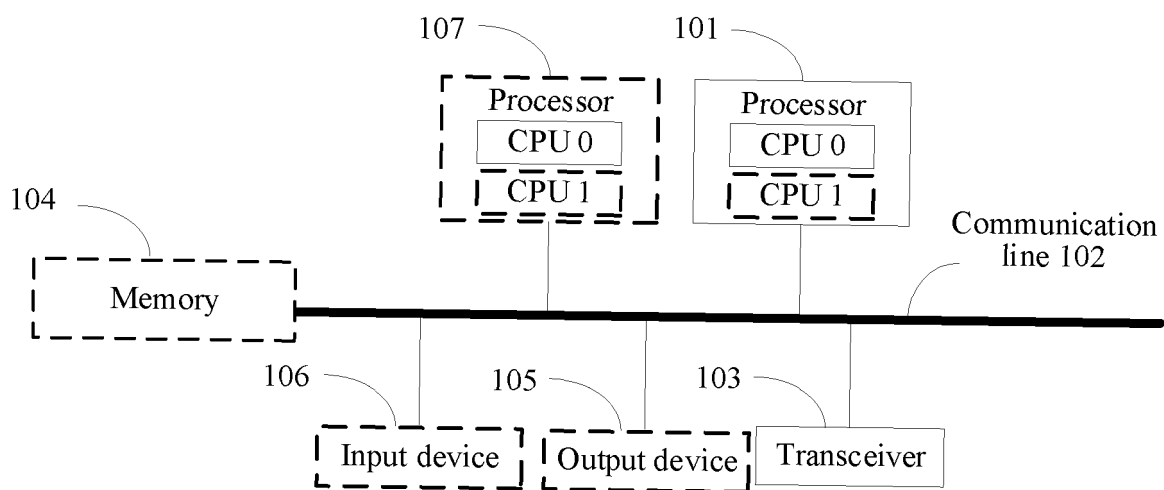 107
101
Processor
CPU 0
CPU 1
Processor
CPU 0
CPU 1
104
Communication
line 102
Memory
106
105
103
Input device
Output device
Transceiver